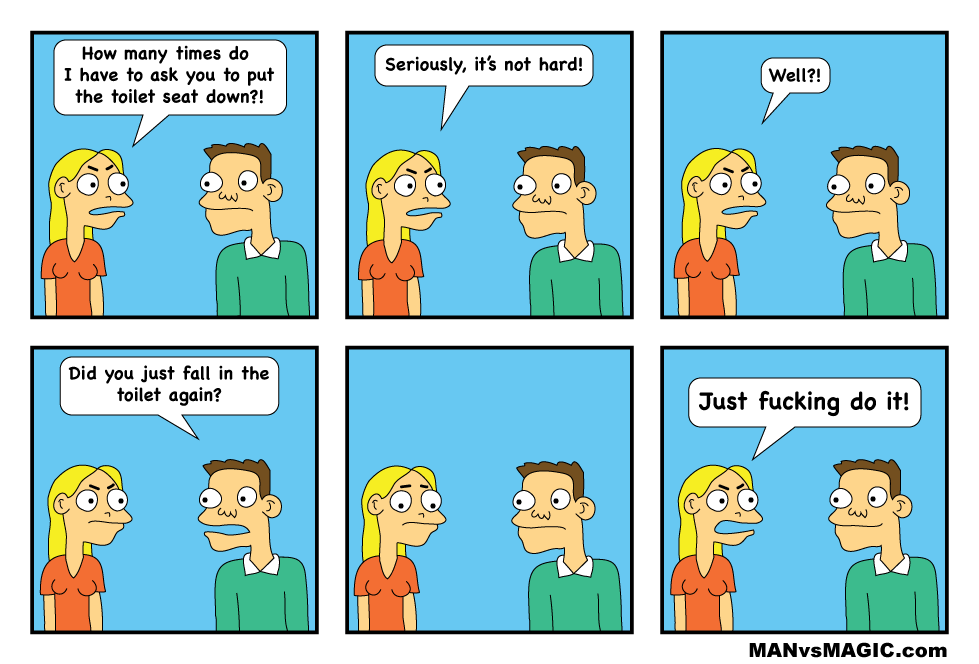 How many times do
I have to ask you to put
the toilet seat down?!
Seriously, it's not hard!
Well?!
Did you just fall in the
toilet again?
Just fucking do it!
MANvsMAGIC.com